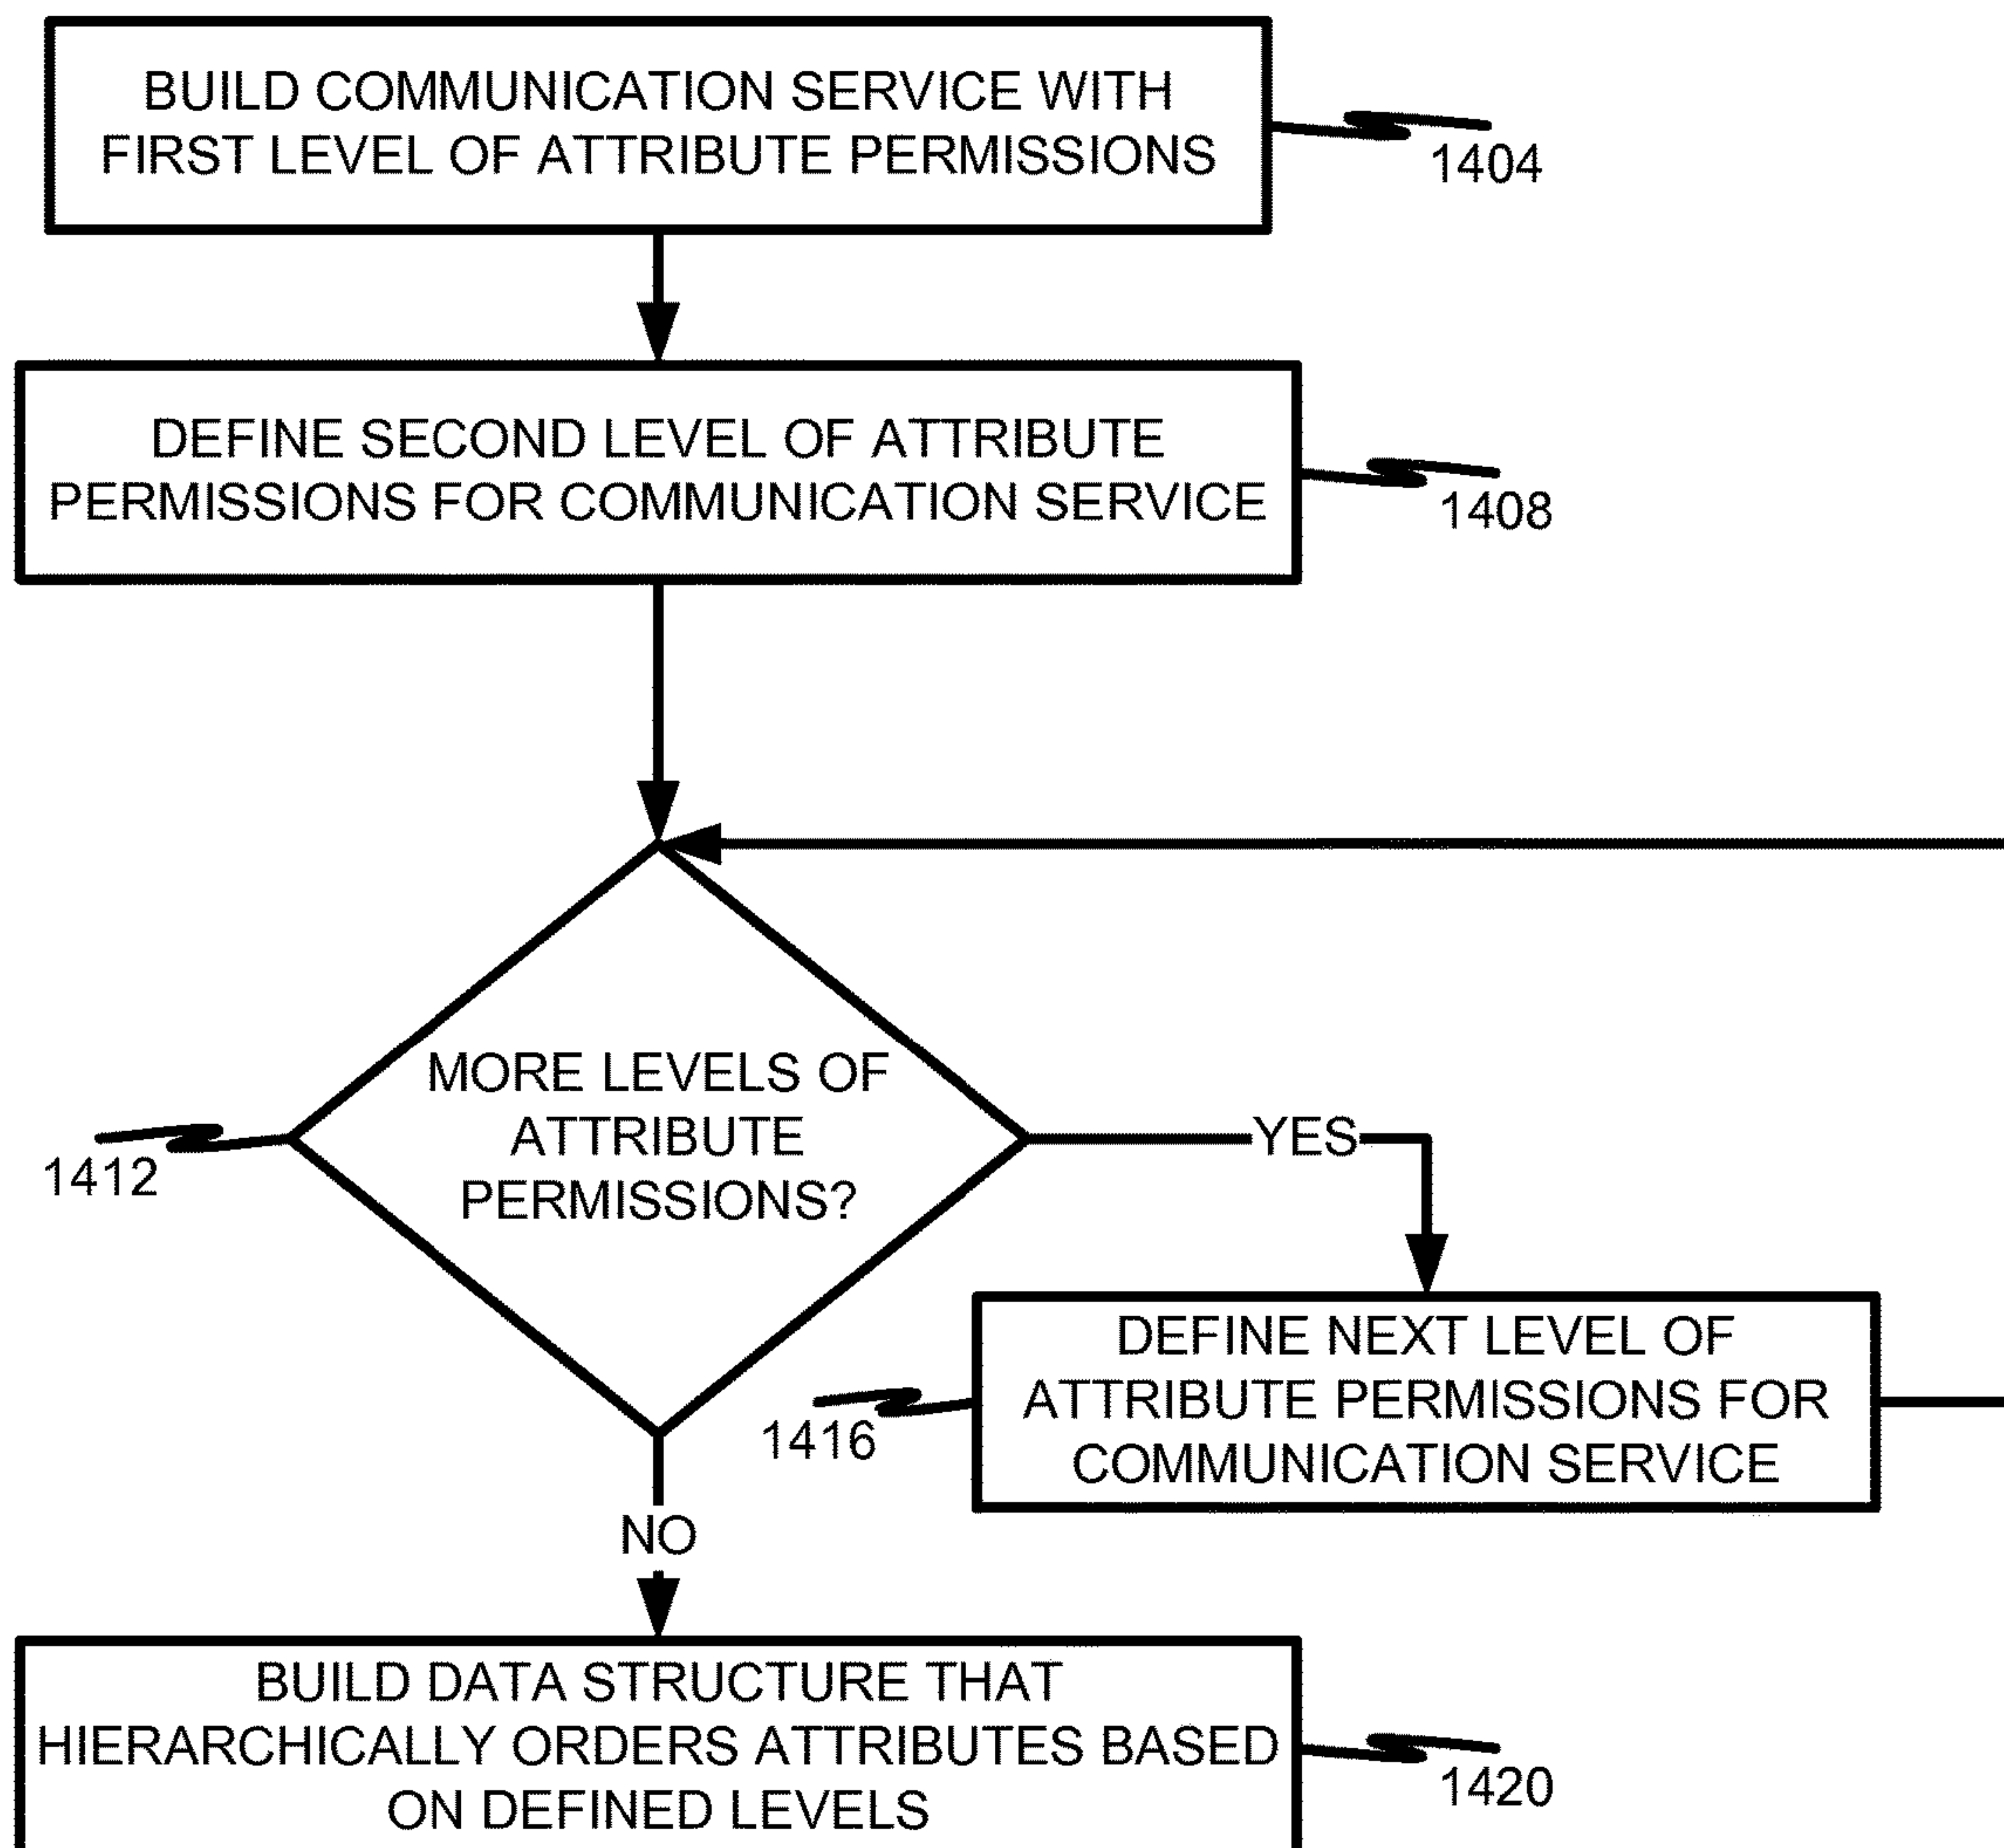 BUILD COMMUNICATION SERVICE WITH
FIRST LEVEL OF ATTRIBUTE PERMISSIONS
1404
DEFINE SECOND LEVEL OF ATTRIBUTE
PERMISSIONS FOR COMMUNICATION SERVICE
1408
MORE LEVELS OF
ATTRIBUTE
PERMISSIONS?
1412
YES
DEFINE NEXT LEVEL OF
ATTRIBUTE PERMISSIONS FOR
COMMUNICATION SERVICE
1416
NO
BUILD DATA STRUCTURE THAT
HIERARCHICALLY ORDERS ATTRIBUTES BASED
ON DEFINED LEVELS
1420